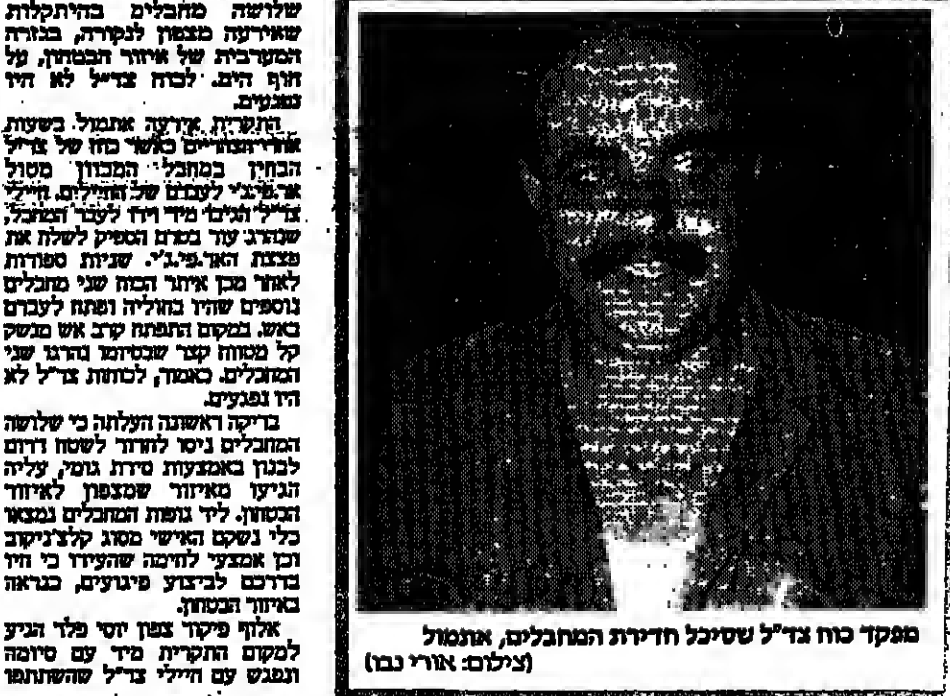 שלושה מחבלים בהיתקלות
שאירעה מצפון לנקורה, בגזרה
המערבית של איזור הבטחון, על
חוף הים. לכוח צד״ל לא היו
נפגעים.
התקרית אירעה אתמול בשעות
אחרי־הצהריים כאשר כוח של צד״ל
הבחין במחבל המכוון מטול
אר.פי.ג׳י לעברם של החיילים. חיילי
צד״ל הגיבו מיד וירו לעבר המחבל,
שנהרג עוד בטרם הספיק לשלח את
פצצת האר.פי.ג׳י. שניות ספורות
לאחר מכן איתר הכוח שני מחבלים
נוספים שהיו בחוליה ופתח לעברם
באש. במקום התפתח קרב אש מנשק
קל מטווח קצר שבסיומו נהרגו שני
המחבלים. כאמור, לכוחות צד״ל לא
היו נפגעים.
בדיקה ראשונה העלתה כי שלושה
המחבלים ניסו לחדור לשטח דרום
לבנון באמצעות סירת גומי, עליה
הגיעו מאיזור שמצפון לאיזור
הבטחון. ליד גופות המחבלים נמצאו
כלי נשקם האישי מסוג קלצ׳ניקוב
וכן אמצעי לחימה שהעידו כי היו
בדרכם לביצוע פיגועים, כנראה
באיזור הבטחון.
אלוף פיקוד צפון יוסי פלד הגיע
למקום התקרית מיד עם סיומה
ונפגש עם חיילי צד״ל שהשתתפו
מפקד כוח צד״ל שסיכל חדירת המחבלים, אתמול
(צילום: אורי נבו)